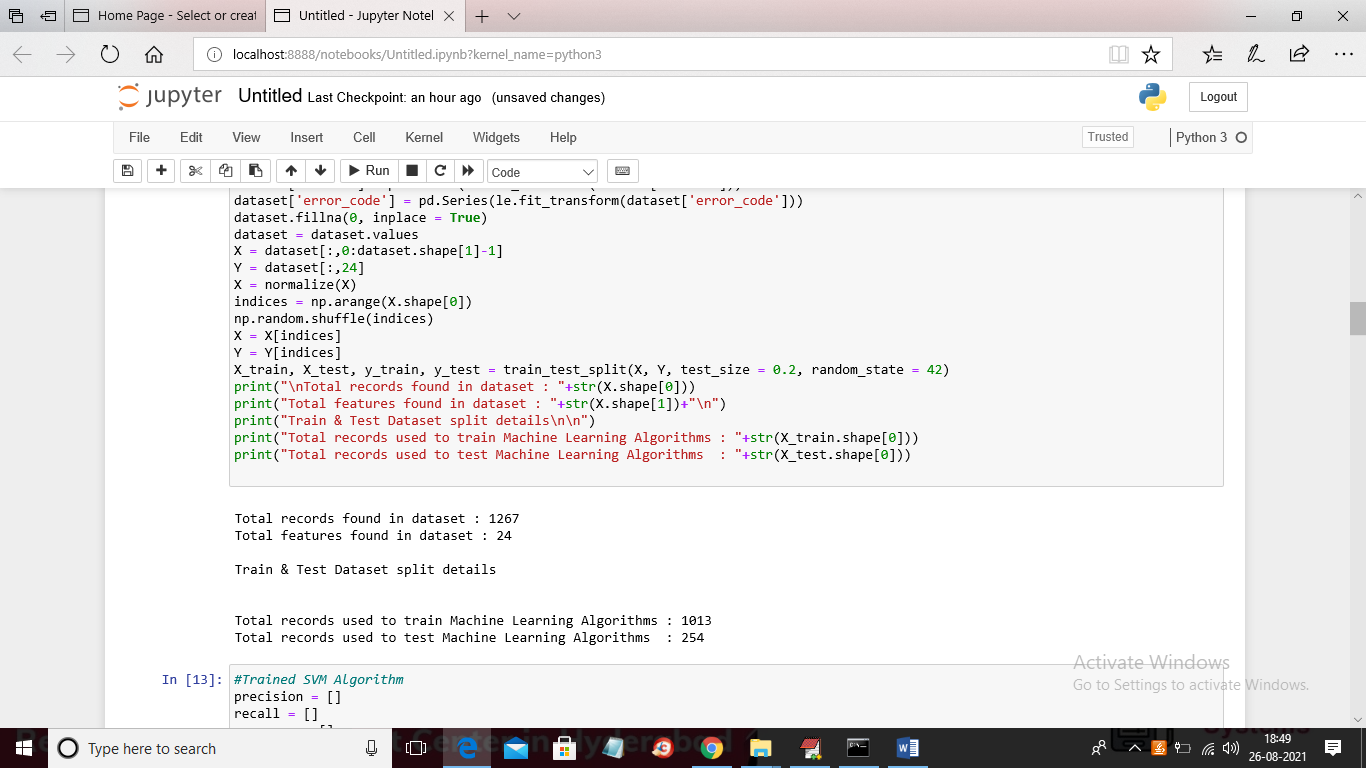 Home Page - Select or creat
Untitled - Jupyter Notel
localhost:8888/notebooks/Untitled.ipynb?kernel_name=python3
jupyter Untitled Last Checkpoint: an hour ago (unsaved changes)
Logout
File Edit View Insert Cell Kernel Widgets Help
Trusted
Python 3
Run
Code
dataset['error_code'] = pd.Series(le.fit_transform(dataset['error_code']))
dataset.fillna(0, inplace = True)
dataset = dataset.values
X = dataset[:,0:dataset.shape[1]-1]
Y = dataset[:,24]
X = normalize(X)
indices = np.arange(X.shape[0])
np.random.shuffle(indices)
X = X[indices]
Y = Y[indices]
X_train, X_test, y_train, y_test = train_test_split(X, Y, test_size = 0.2, random_state = 42)
print("\nTotal records found in dataset : "+str(X.shape[0]))
print("Total features found in dataset : "+str(X.shape[1])+"\n")
print("Train & Test Dataset split details\n\n")
print("Total records used to train Machine Learning Algorithms : "+str(X_train.shape[0]))
print("Total records used to test Machine Learning Algorithms  : "+str(X_test.shape[0]))
Total records found in dataset : 1267
Total features found in dataset : 24
Train & Test Dataset split details
Total records used to train Machine Learning Algorithms : 1013
Total records used to test Machine Learning Algorithms  : 254
In [13]: #Trained SVM Algorithm
precision = []
recall = []
Activate Windows
Go to Settings to activate Windows.
Type here to search
18:49
26-08-2021